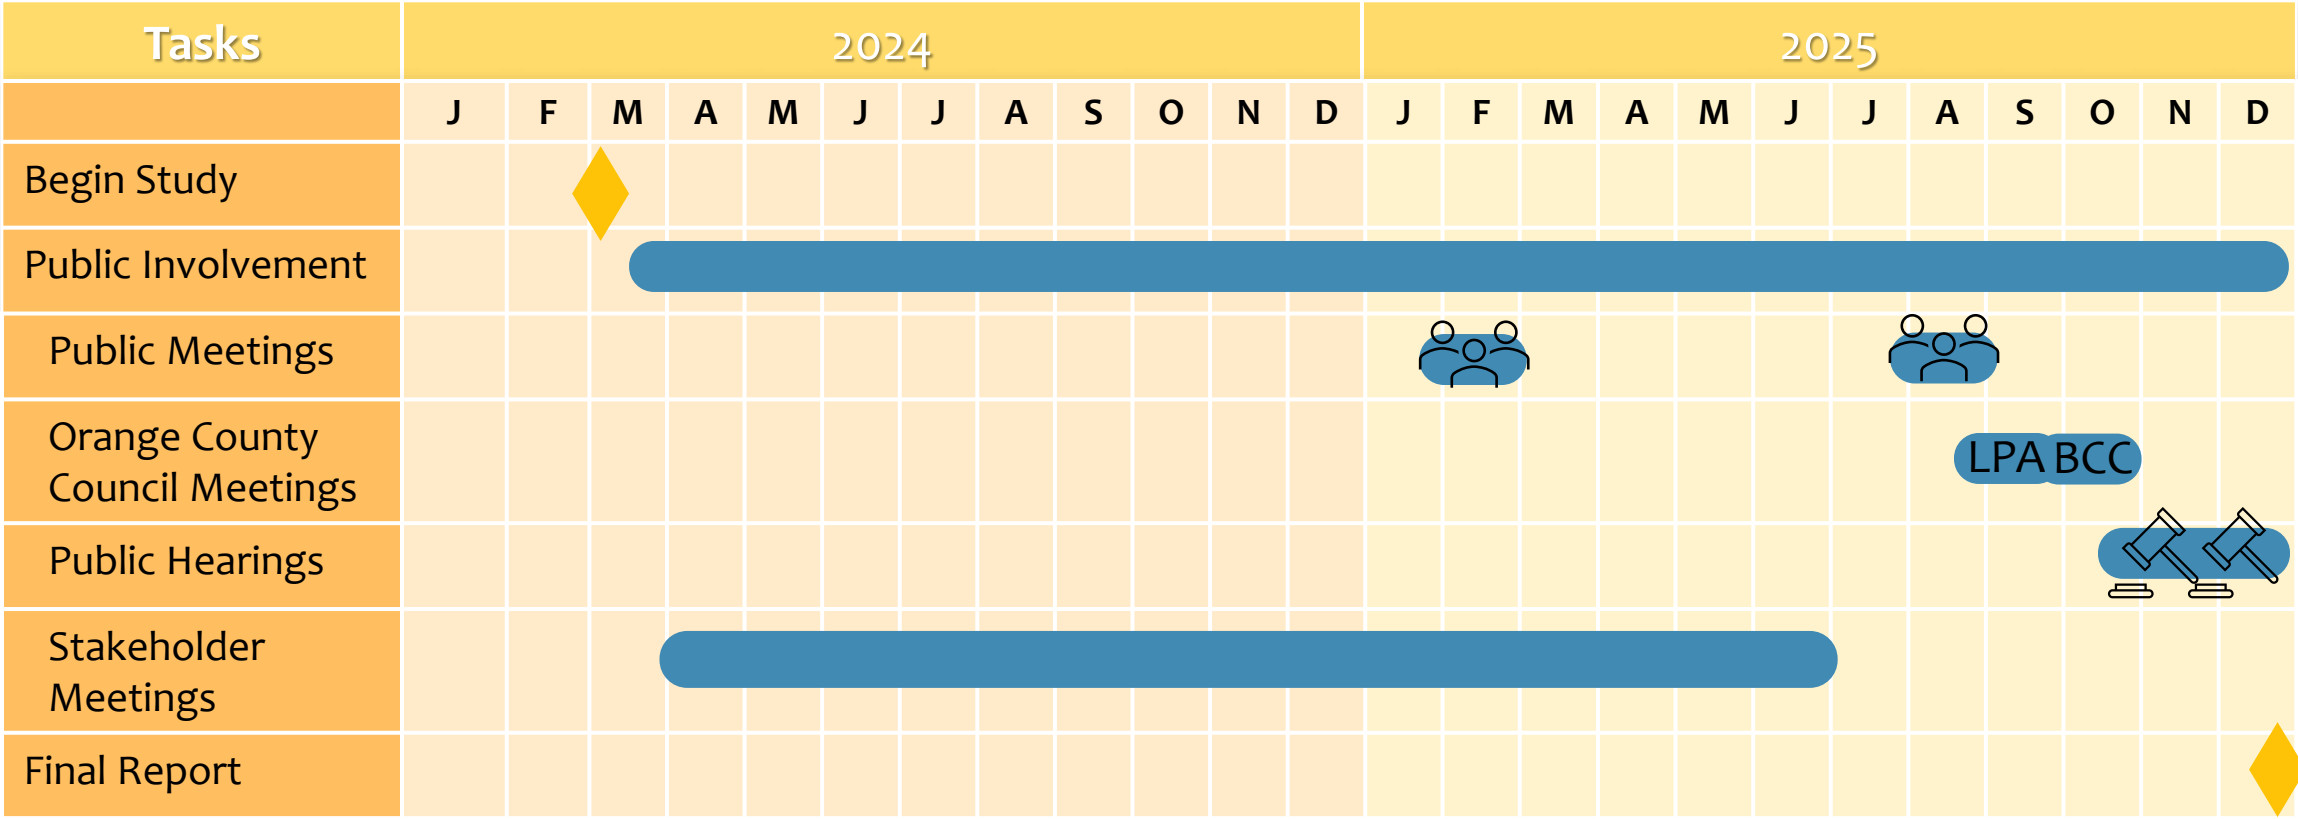 Tasks 2024 2025
J F M A M J J A S O N D J F M A M J J A S O N D
Begin Study
Public Involvement
Public Meetings
Orange County
Council Meetings
LPA BCC
Public Hearings
Stakeholder
Meetings
Final Report